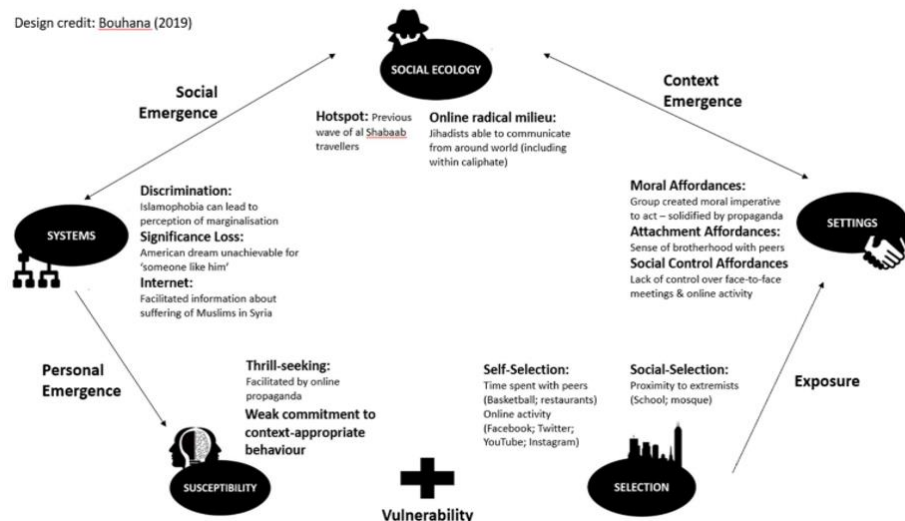 Design credit: Bouhana (2019)
SOCIAL ECOLOGY
Social
Emergence
Context
Emergence
Hotspot: Previous
wave of al Shabaab
travellers
Online radical milieu:
Jihadists able to communicate
from around world (including
within caliphate)
SYSTEMS
Discrimination:
Islamophobia can lead to
perception of marginalisation
Significance Loss:
American dream unachievable for
‘someone like him’
Internet:
Facilitated information about
suffering of Muslims in Syria
Moral Affordances:
Group created moral imperative
to act – solidified by propaganda
Attachment Affordances:
Sense of brotherhood with peers
Social Control Affordances
Lack of control over face-to-face
meetings & online activity
SETTINGS
Personal
Emergence
Thrill-seeking:
Facilitated by online
propaganda
Weak commitment to
context-appropriate
behaviour
Self-Selection:
Time spent with peers
(Basketball; restaurants)
Online activity
(Facebook; Twitter;
YouTube; Instagram)
Social-Selection:
Proximity to extremists
(School; mosque)
Exposure
SUSCEPTIBILITY
Vulnerability
SELECTION